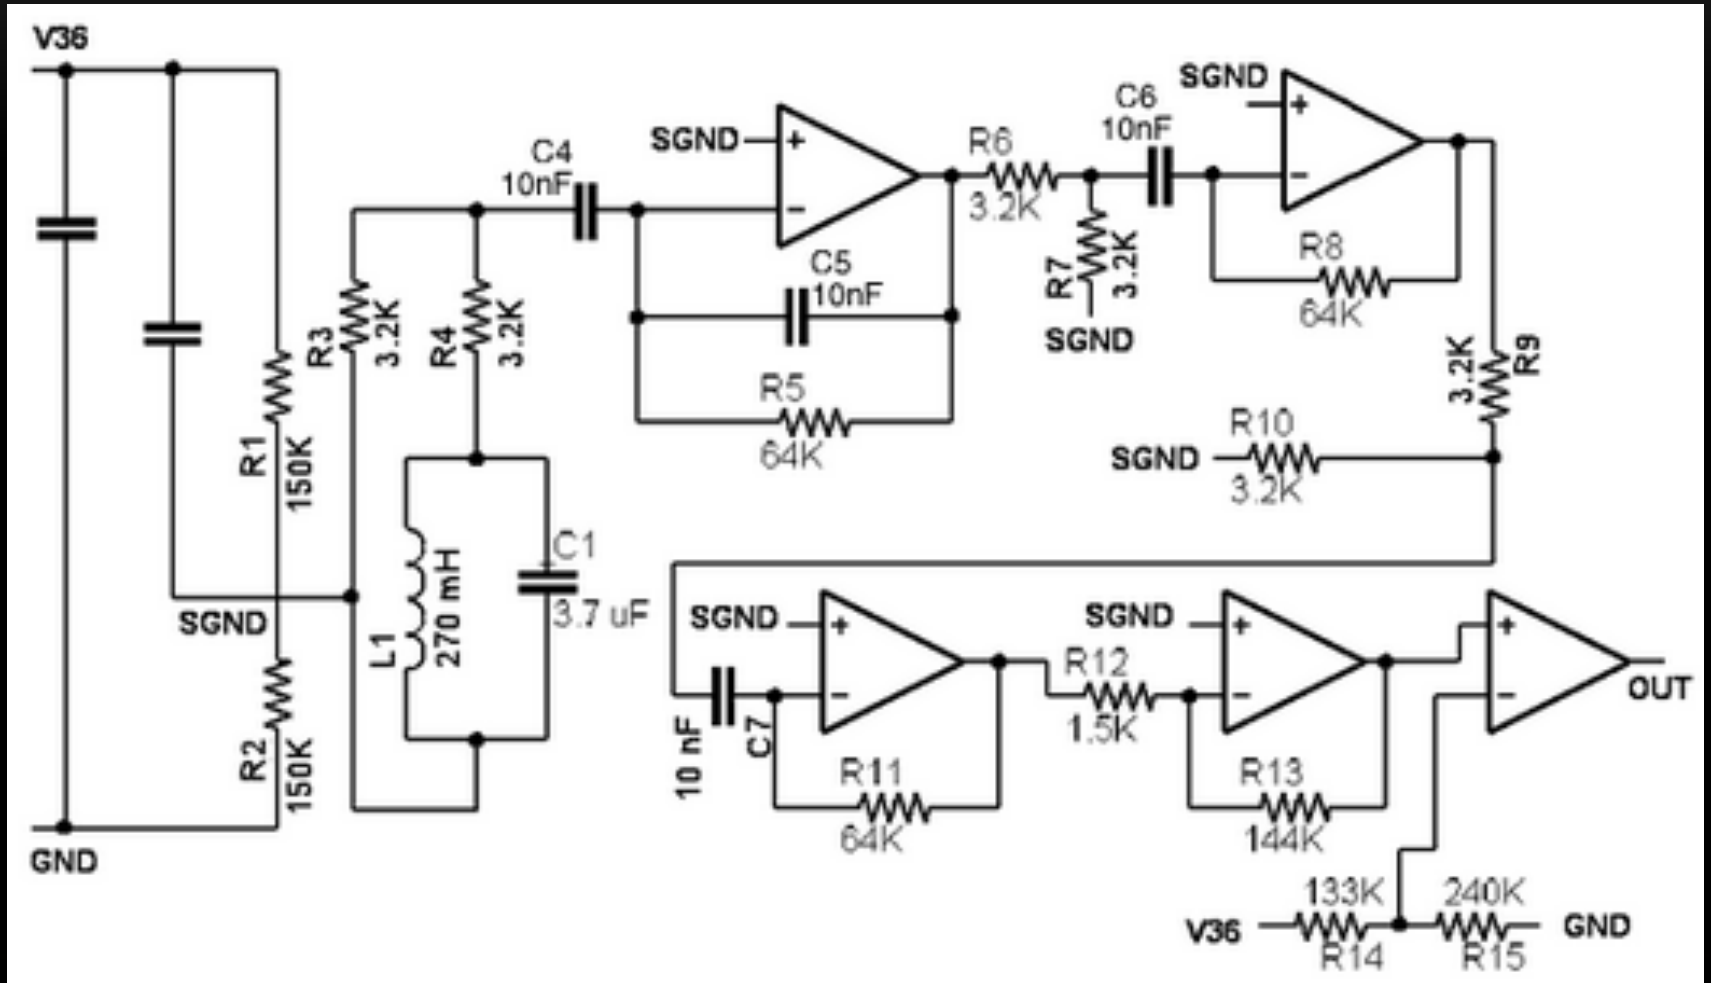 V36
SGND
C6
10nF
SGND
+
-
R6
3.2K
C4
10nF
+
-
R8
64K
R7
3.2K
SGND
C5
10nF
R3
3.2K
R4
3.2K
R5
64K
R9
3.2K
R1
150K
R10
SGND
3.2K
C1
3.7 uF
L1
270 mH
SGND
SGND
+
-
R12
1.5K
SGND
+
-
+
-
OUT
R2
150K
10 nF
C7
R11
64K
R13
144K
GND
133K
240K
V36
GND
R14
R15